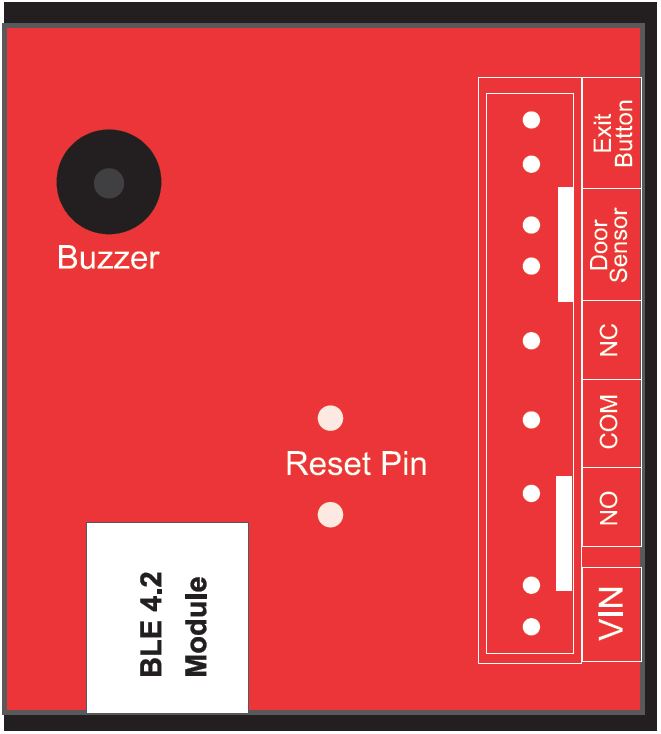 Exit
Button
Buzzer
Door
Sensor
NC
COM
Reset Pin
NO
BLE 4.2
Module
VIN